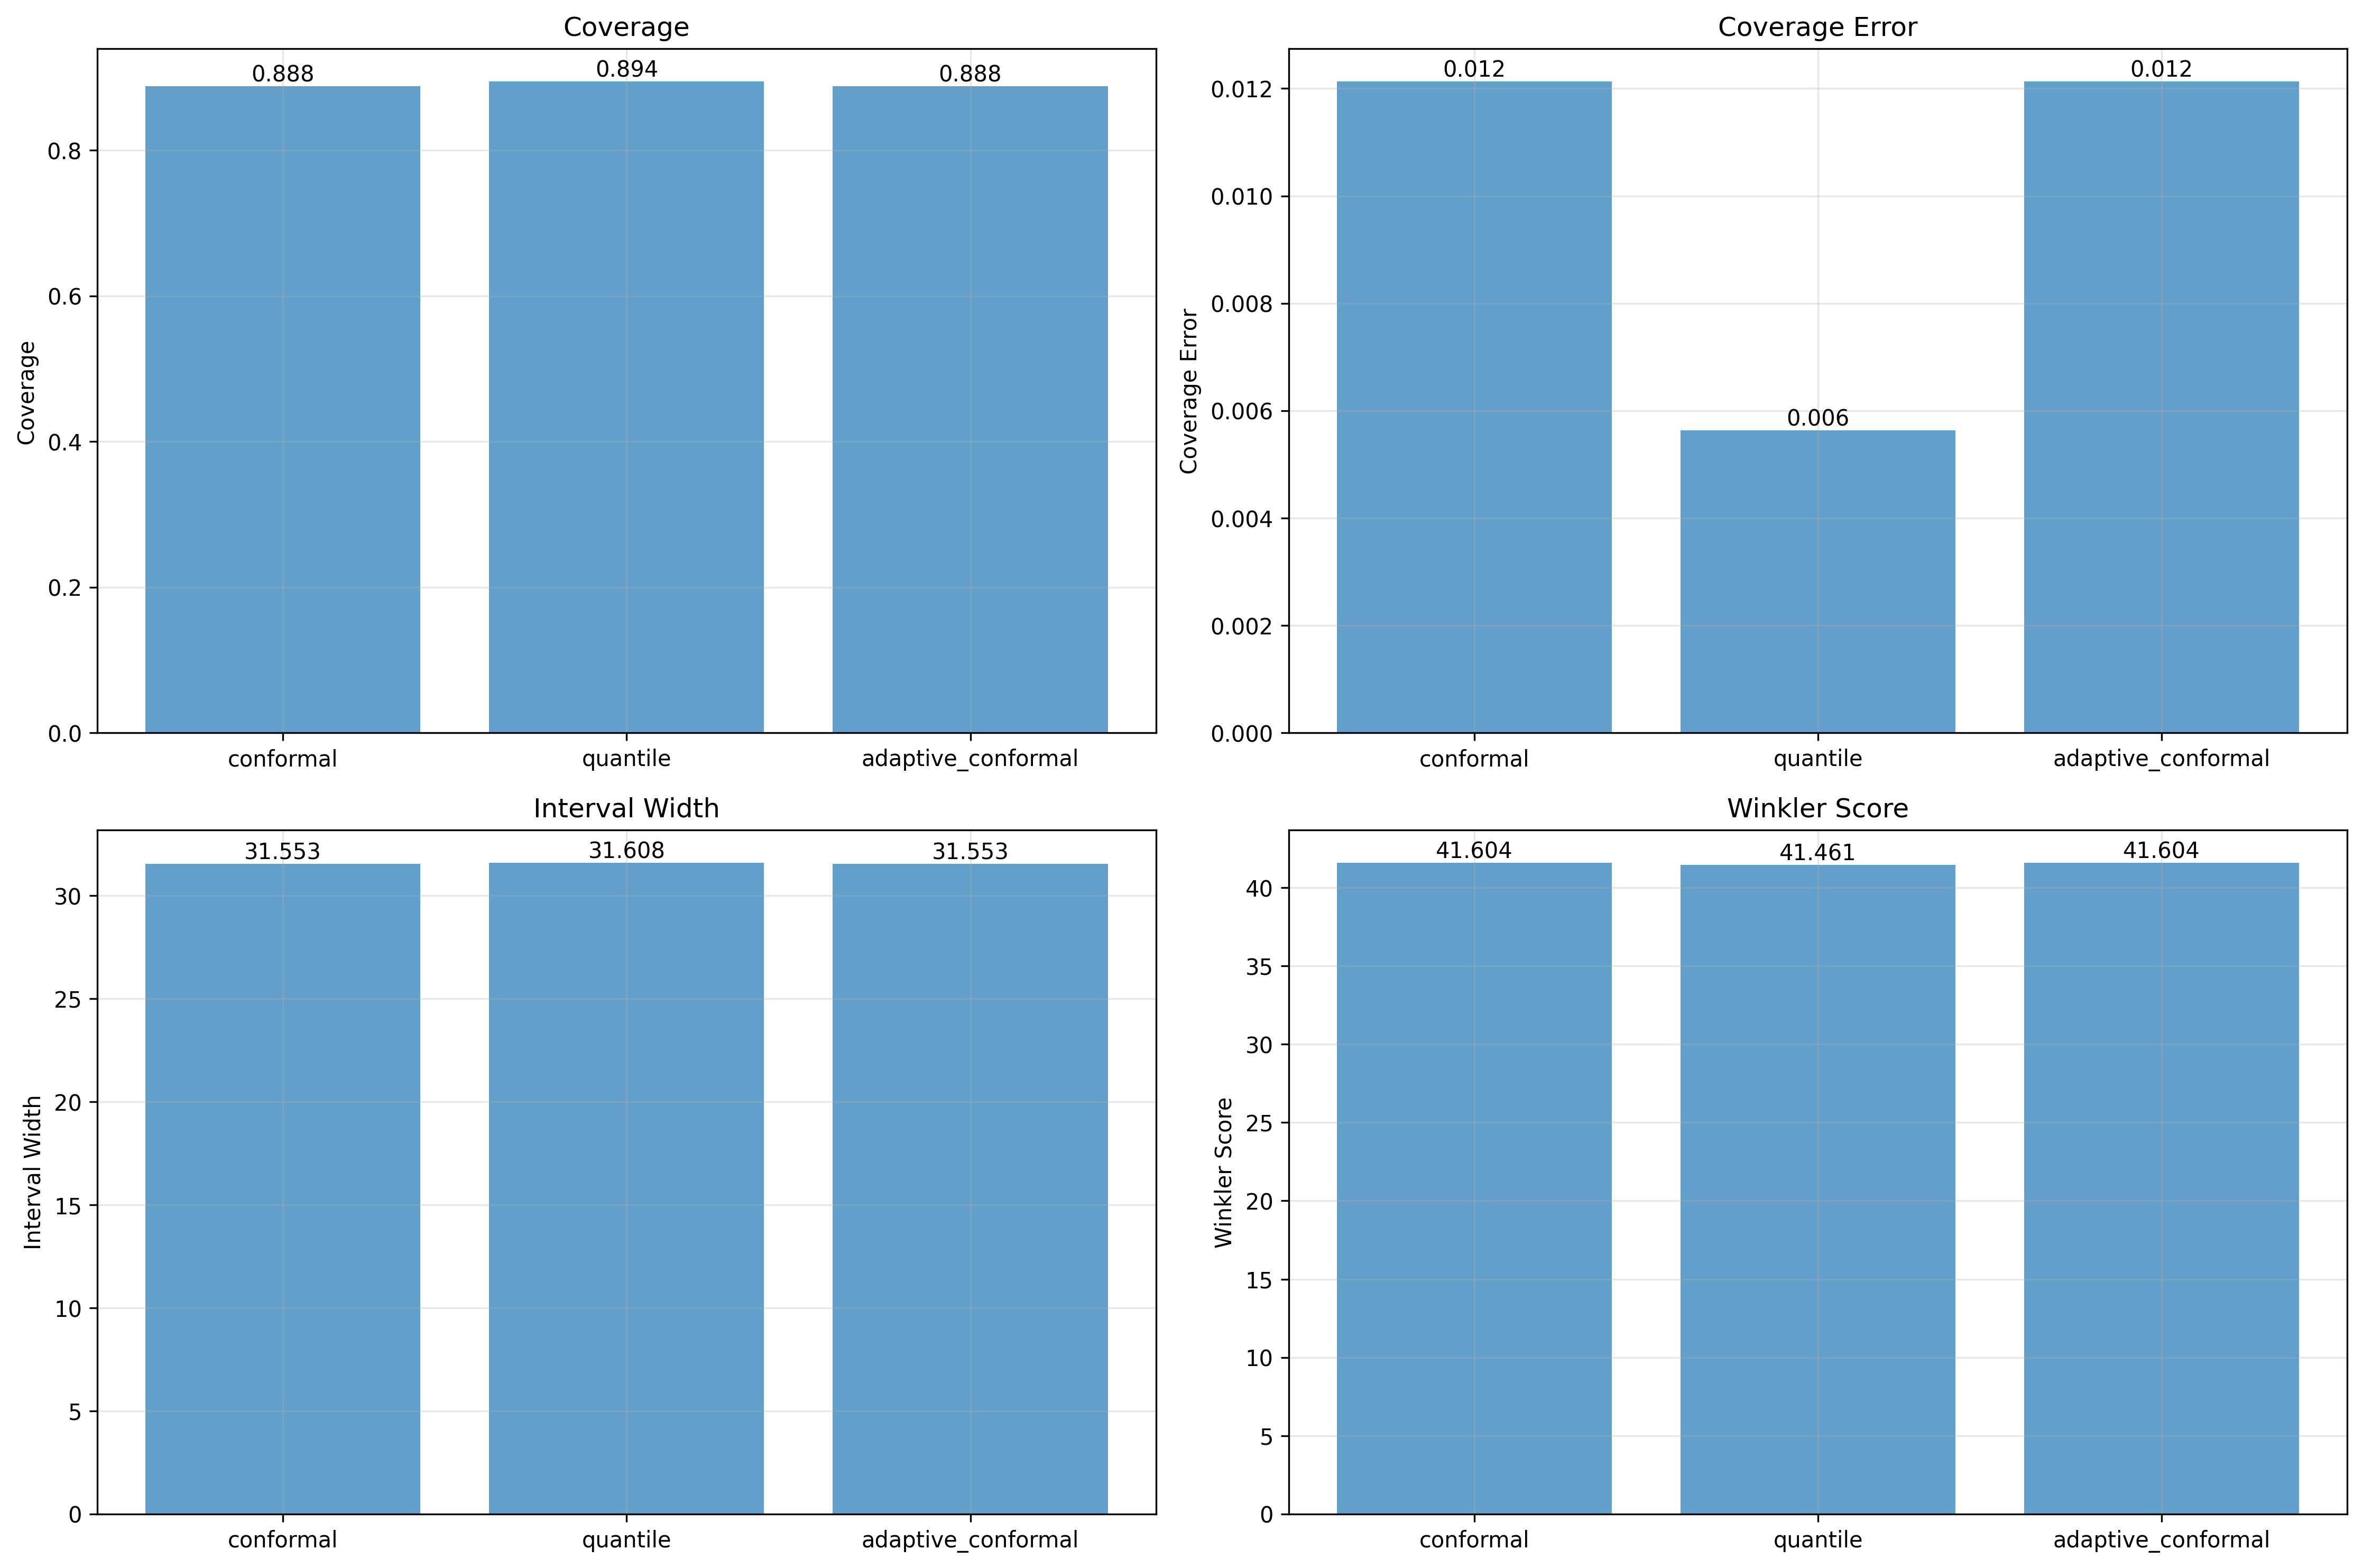 Coverage
0.888
0.894
0.888
0.8
0.6
0.4
0.2
0.0
Coverage
conformal
quantile
adaptive_conformal
Coverage Error
0.012
0.006
0.012
0.012
0.010
0.008
0.006
0.004
0.002
0.000
Coverage Error
conformal
quantile
adaptive_conformal
Interval Width
31.553
31.608
31.553
30
25
20
15
10
5
0
Interval Width
conformal
quantile
adaptive_conformal
Winkler Score
41.604
41.461
41.604
40
35
30
25
20
15
10
5
0
Winkler Score
conformal
quantile
adaptive_conformal